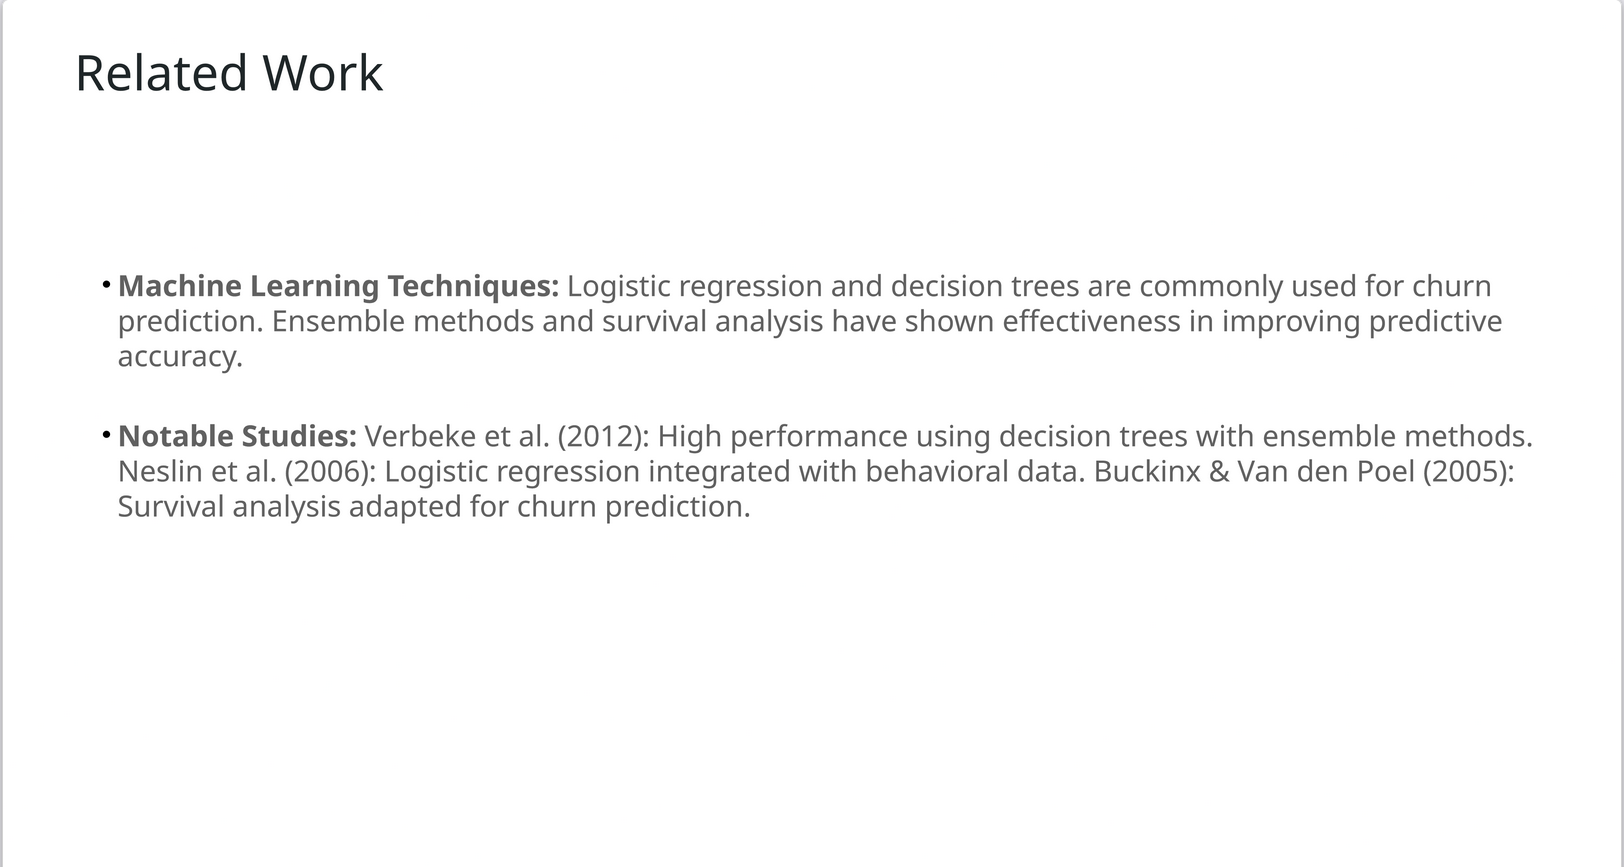 Related Work
• Machine Learning Techniques: Logistic regression and decision trees are commonly used for churn
prediction. Ensemble methods and survival analysis have shown effectiveness in improving predictive
accuracy.
• Notable Studies: Verbeke et al. (2012): High performance using decision trees with ensemble methods.
Neslin et al. (2006): Logistic regression integrated with behavioral data. Buckinx & Van den Poel (2005):
Survival analysis adapted for churn prediction.